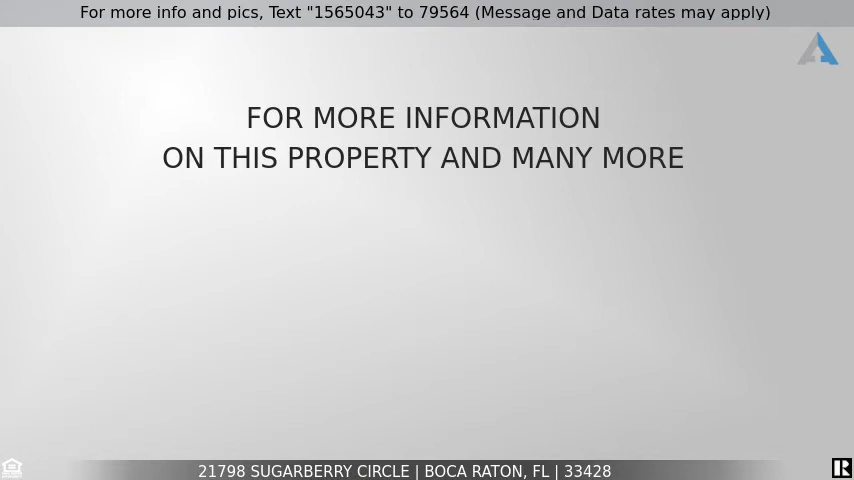 For more info and pics, Text "1565043" to 79564 (Message and Data rates may apply)
FOR MORE INFORMATION
ON THIS PROPERTY AND MANY MORE
21798 SUGARBERRY CIRCLE | BOCA RATON, FL | 33428